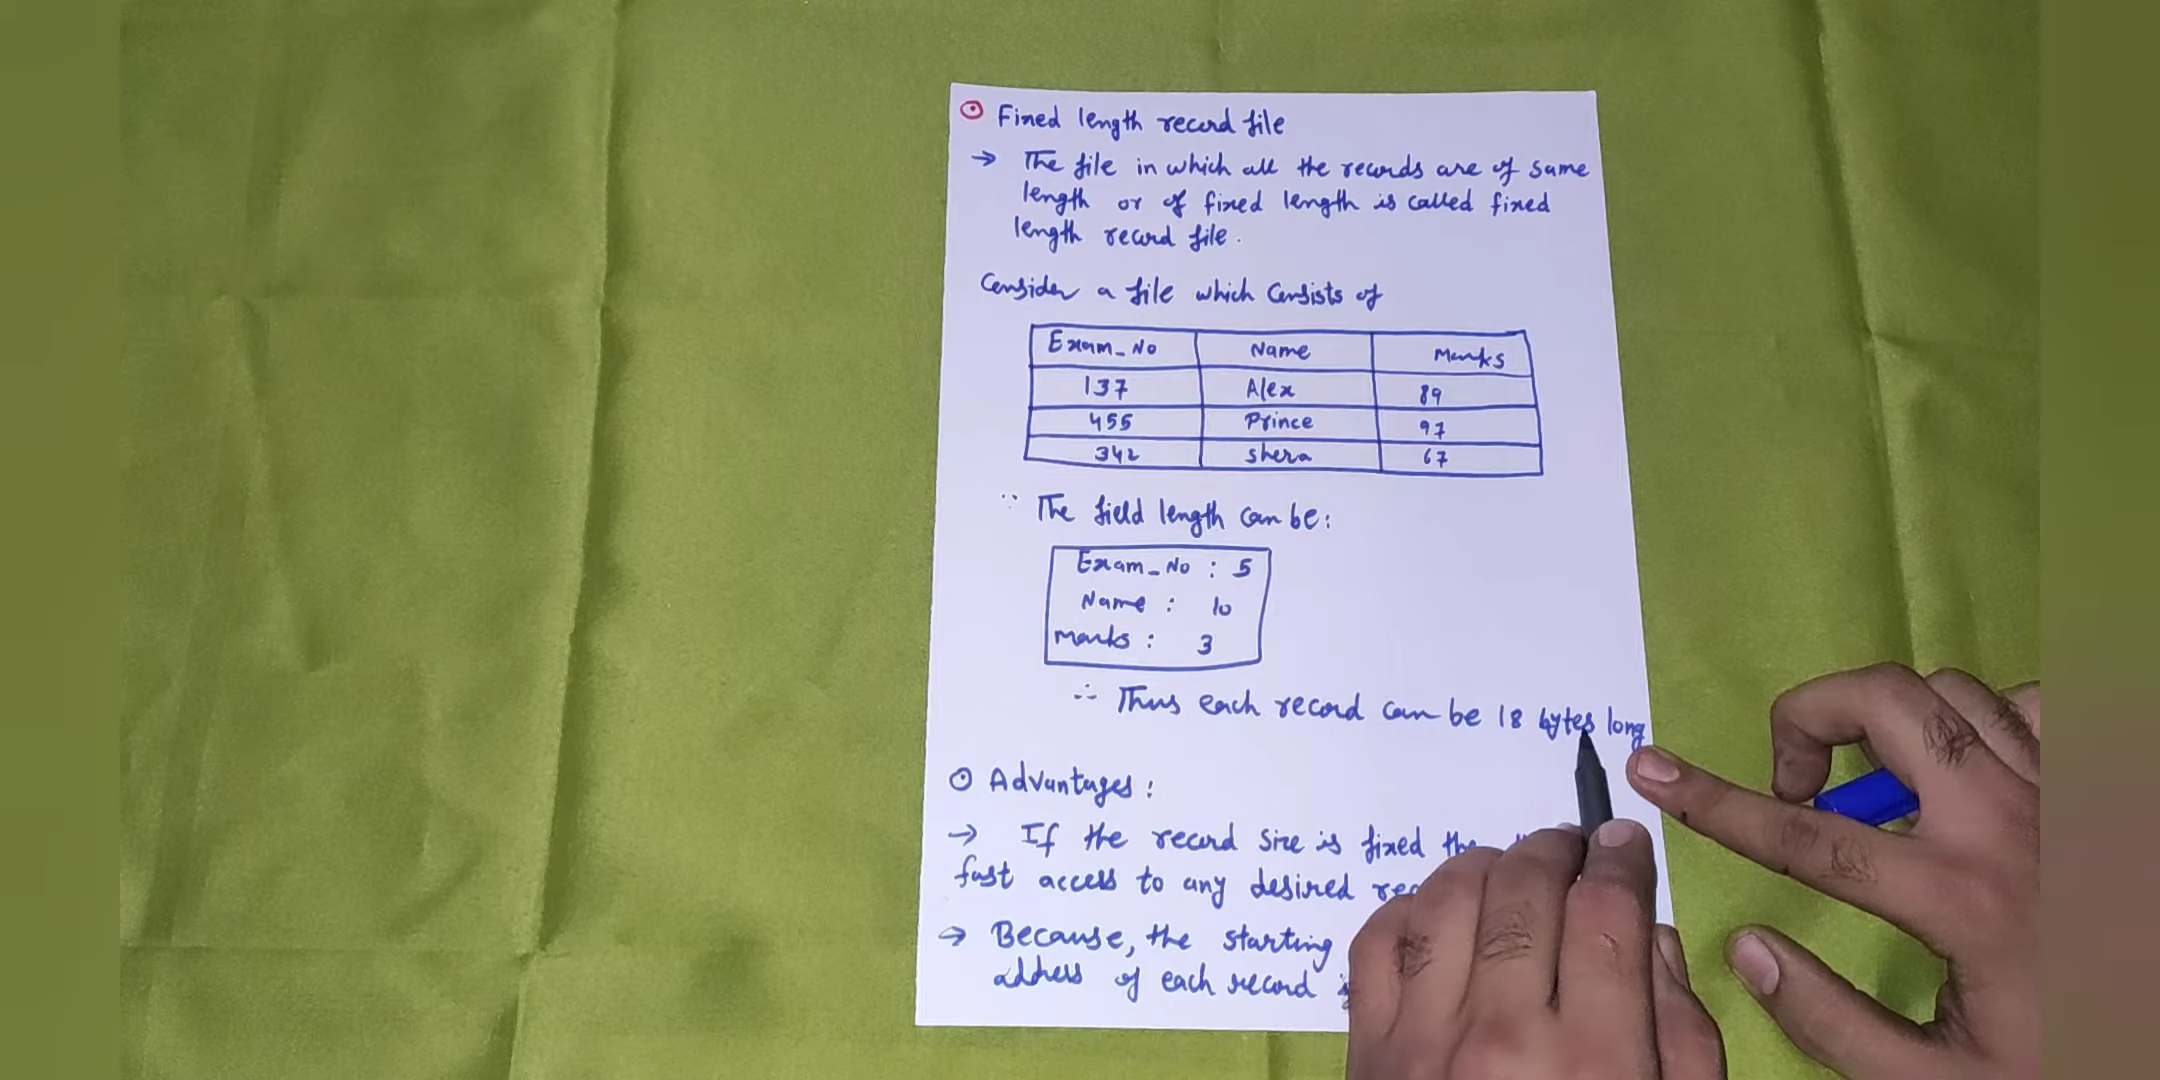 Fixed length record file
→ The file in which all the records are of same
length or of fixed length is called fixed
length record file.
Consider a file which consists of
Exam_No Name Marks
137 Alex 89
455 Prince 97
342 shera 67
∵ The field length can be:
Exam_No : 5
Name : 10
Marks : 3
∴ Thus each record can be 18 bytes long
Advantages:
→ If the record size is fixed
fast access to any desired
→ Because, the starting
address of each record